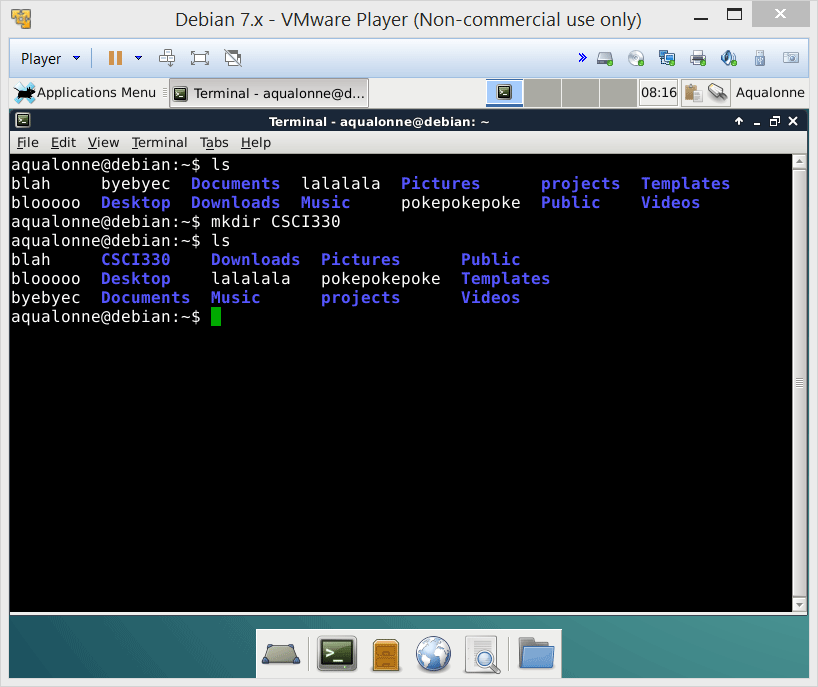 Debian 7.x - VMware Player (Non-commercial use only)
Player
Applications Menu Terminal - aqualonne@d... 08:16 Aqualonne
Terminal - aqualonne@debian: ~
File Edit View Terminal Tabs Help
aqualonne@debian:~$ ls
blah byebyec Documents lalalala Pictures projects Templates
blooooo Desktop Downloads Music pokepokepoke Public Videos
aqualonne@debian:~$ mkdir CSCI330
aqualonne@debian:~$ ls
blah CSCI330 Downloads Pictures Public
blooooo Desktop lalalala pokepokepoke Templates
byebyec Documents Music projects Videos
aqualonne@debian:~$